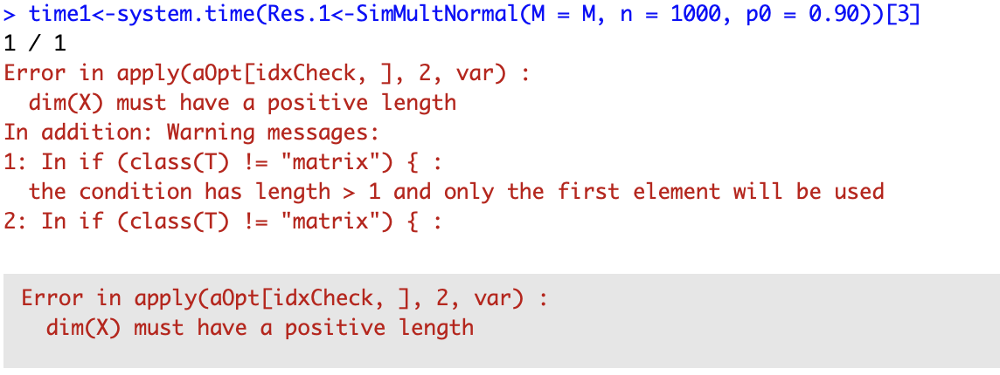 > time1<-system.time(Res.1<-SimMultNormal(M = M, n = 1000, p0 = 0.90))[3]
1 / 1
Error in apply(aOpt[idxCheck, ], 2, var) :
  dim(X) must have a positive length
In addition: Warning messages:
1: In if (class(T) != "matrix") { :
  the condition has length > 1 and only the first element will be used
2: In if (class(T) != "matrix") { :
Error in apply(aOpt[idxCheck, ], 2, var) :
  dim(X) must have a positive length